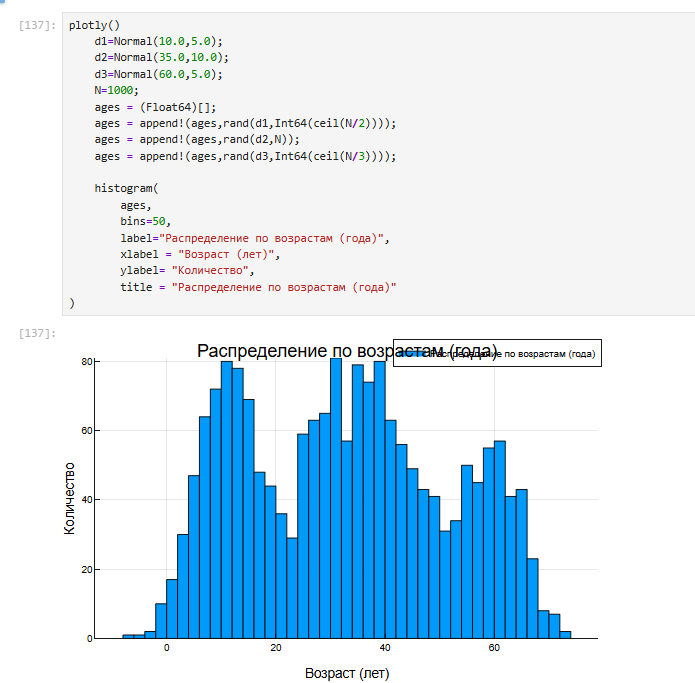 [137]: plotly()
d1=Normal(10.0,5.0);
d2=Normal(35.0,10.0);
d3=Normal(60.0,5.0);
N=1000;
ages = (Float64)[];
ages = append!(ages,rand(d1,Int64(ceil(N/2))));
ages = append!(ages,rand(d2,N));
ages = append!(ages,rand(d3,Int64(ceil(N/3))));
histogram(
ages,
bins=50,
label="Распределение по возрастам (года)",
xlabel = "Возраст (лет)",
ylabel= "Количество",
title = "Распределение по возрастам (года)"
)
[137]:
Распределение по возрастам (года)
Распределение по возрастам (года)
80
60
40
20
0
Количество
0 20 40 60
Возраст (лет)